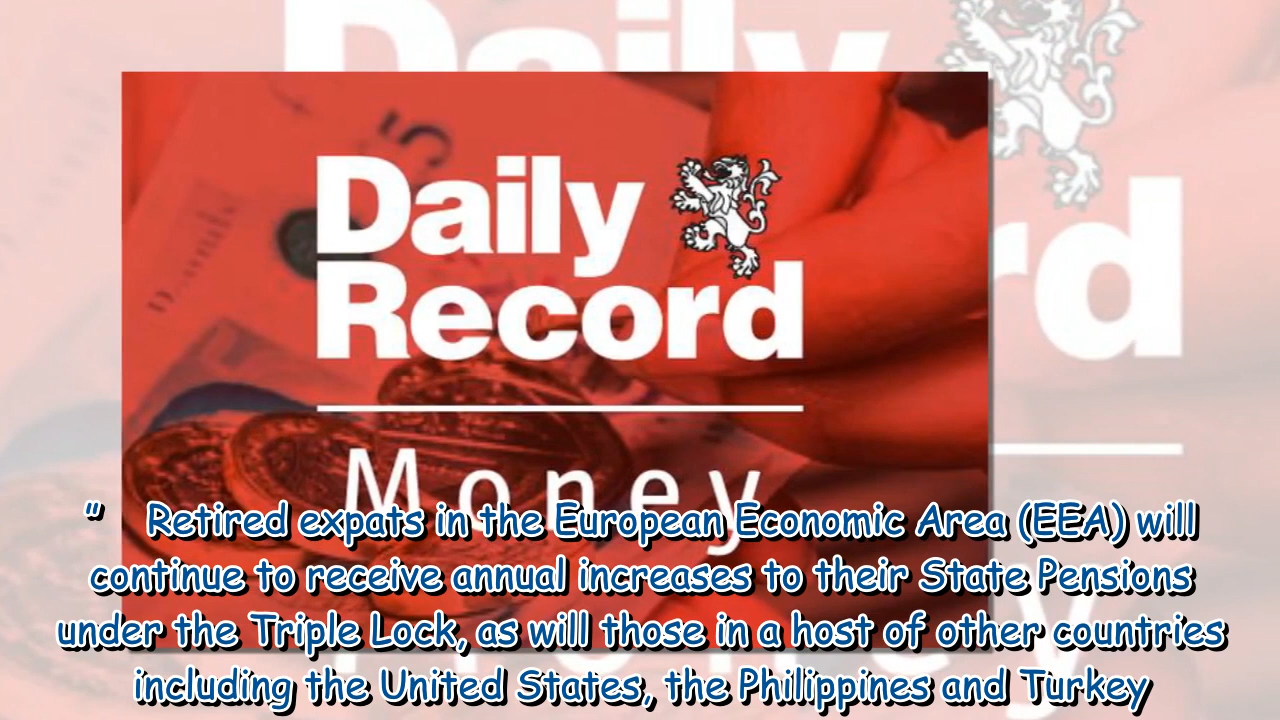 Daily
Record
Money
” Retired expats in the European Economic Area (EEA) will
continue to receive annual increases to their State Pensions
under the Triple Lock, as will those in a host of other countries
including the United States, the Philippines and Turkey